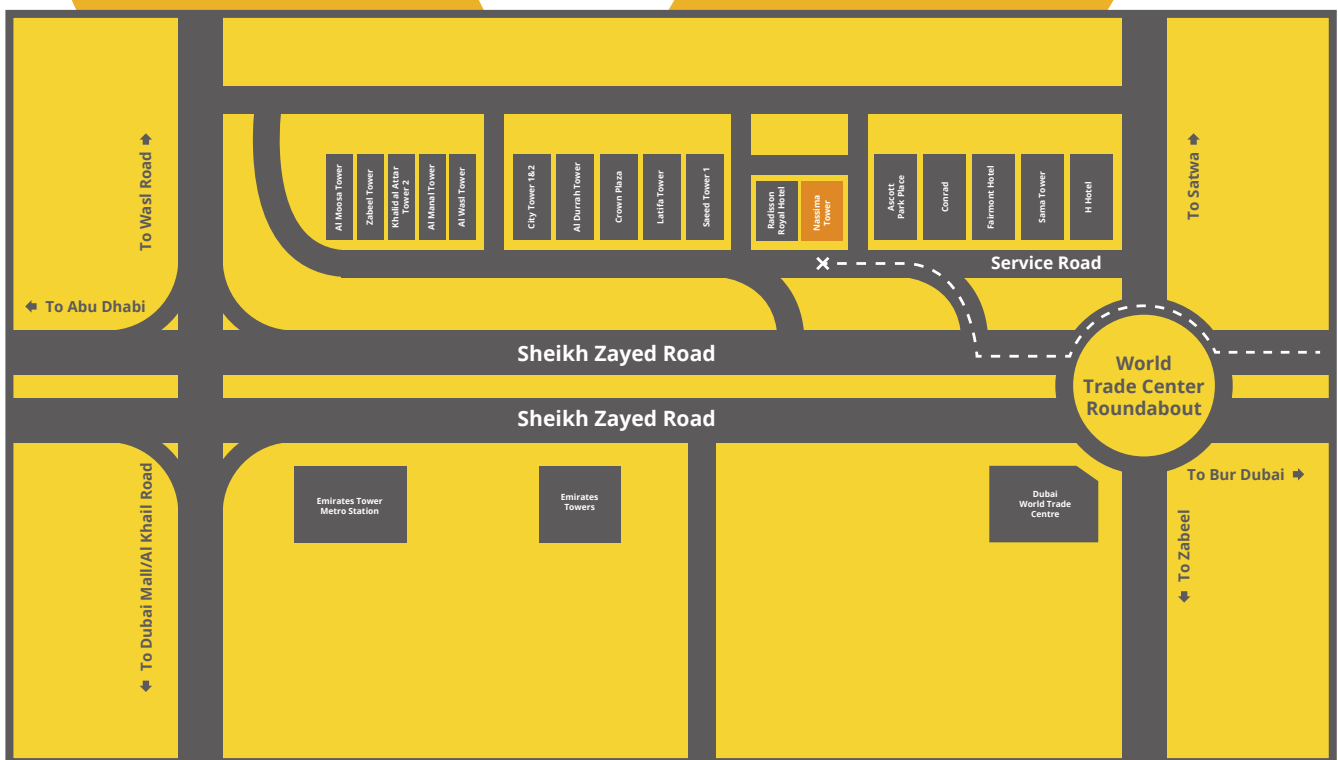 To Wasl Road
To Abu Dhabi
Al Moosa Tower
Zabeel Tower
Khalid al Attar
Tower 2
Al Manal Tower
Al Wasl Tower
City Tower 1&2
Al Durrah Tower
Crown Plaza
Latifa Tower
Saeed Tower 1
Radisson
Royal Hotel
Nassima
Tower
Ascott
Park Place
Conrad
Fairmont Hotel
Sama Tower
H Hotel
To Satwa
Service Road
Sheikh Zayed Road
Sheikh Zayed Road
World
Trade Center
Roundabout
To Dubai Mall/Al Khail Road
Emirates Tower
Metro Station
Emirates
Towers
Dubai
World Trade
Centre
To Bur Dubai
To Zabeel